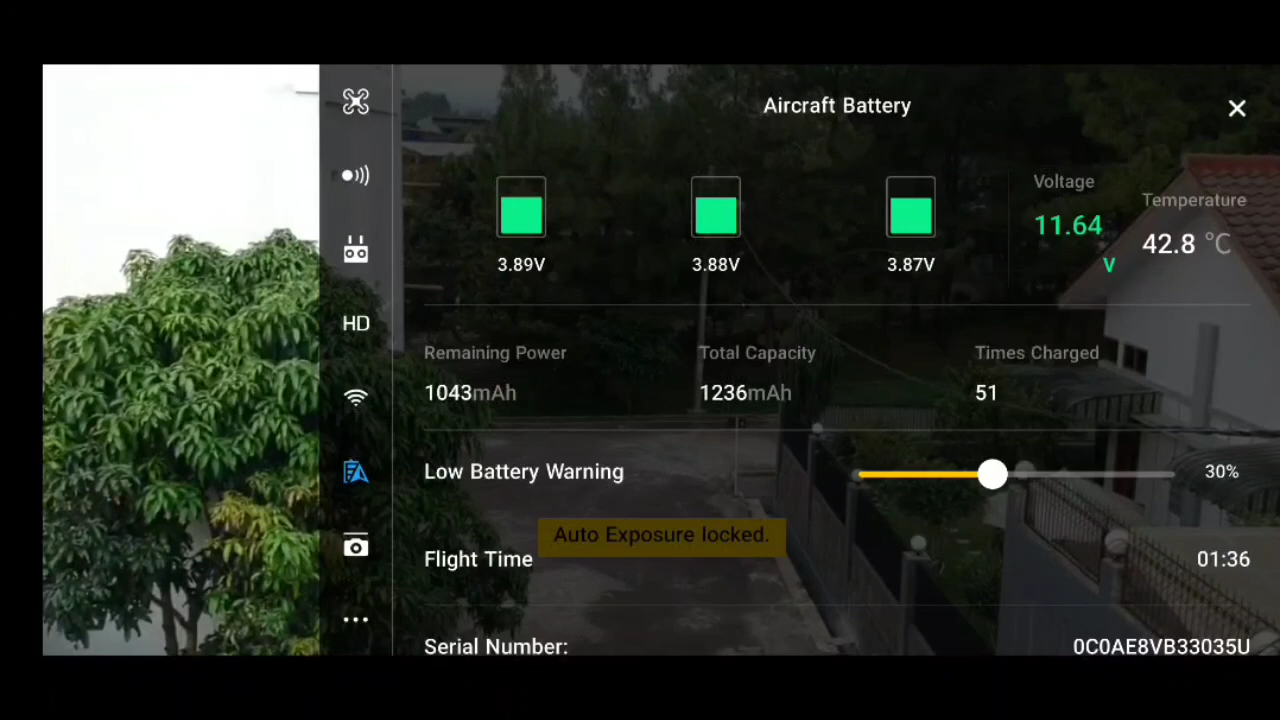 Aircraft Battery
3.89V
3.88V
3.87V
Voltage
11.64
V
Temperature
42.8 °C
Remaining Power
1043mAh
Total Capacity
1236mAh
Times Charged
51
HD
Low Battery Warning
30%
Auto Exposure locked.
Flight Time
01:36
Serial Number:
0C0AE8VB33035U